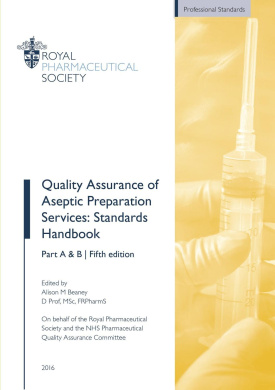 Professional Standards
ROYAL
PHARMACEUTICAL
SOCIETY
Quality Assurance of
Aseptic Preparation
Services: Standards
Handbook
Part A & B | Fifth edition
Edited by
Alison M Beaney
D Prof, MSc, FRPharmS
On behalf of the Royal Pharmaceutical
Society and the NHS Pharmaceutical
Quality Assurance Committee
2016